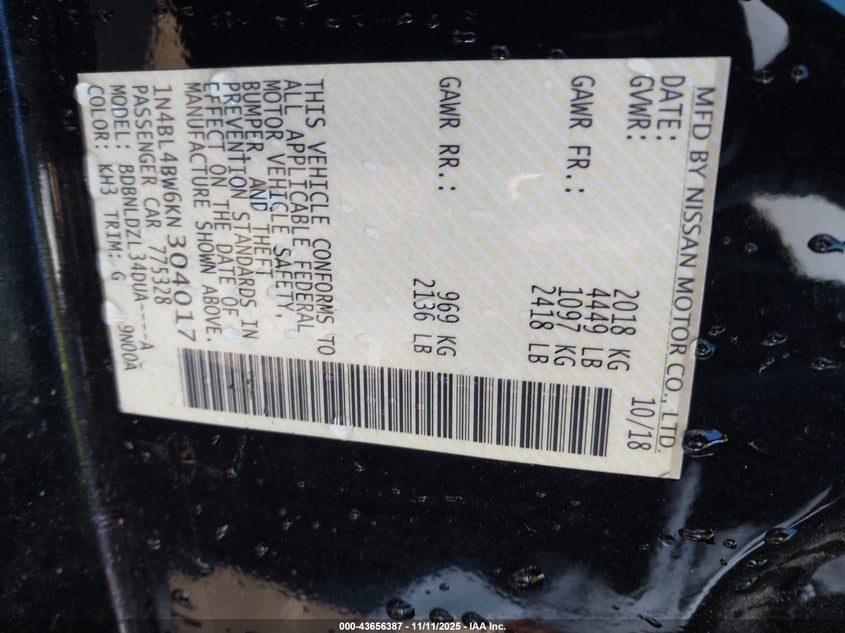 MFD BY NISSAN MOTOR CO., LTD.
DATE: 10/18
GVWR: 2018 KG
4449 LB
GAWR FR.: 1097 KG
2418 LB
GAWR RR.: 969 KG
2136 LB
THIS VEHICLE CONFORMS TO
ALL APPLICABLE FEDERAL
MOTOR VEHICLE SAFETY,
BUMPER AND THEFT
PREVENTION STANDARDS IN
EFFECT ON THE DATE OF
MANUFACTURE SHOWN ABOVE.
1N4BL4BW6KN304017
PASSENGER CAR 775328
MODEL: BDBNLDZL34DUA----A
COLOR: KH3 TRIM: G 9N00A
000-43656387 - 11/11/2025 - IAA Inc.